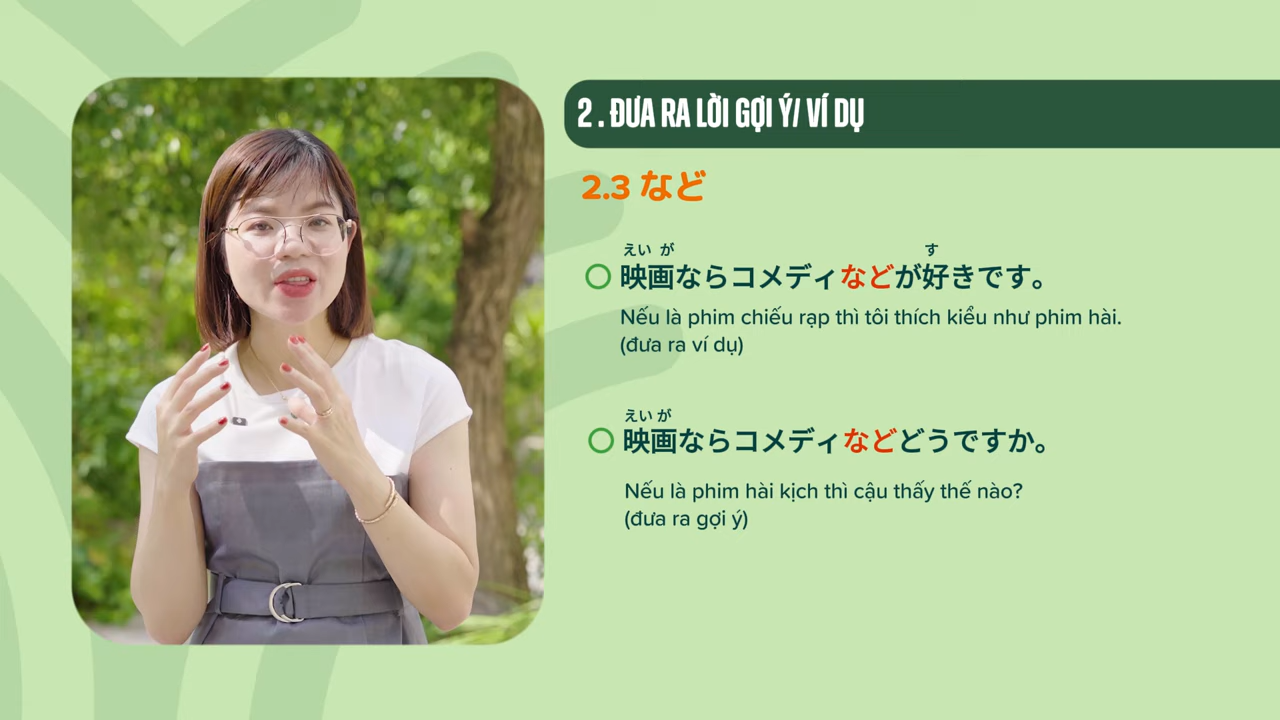 2 . ĐƯA RA LỜI GỢI Ý/ VÍ DỤ
2.3 など
えい が す
映画ならコメディなどが好きです。
Nếu là phim chiếu rạp thì tôi thích kiểu như phim hài.
(đưa ra ví dụ)
えい が
映画ならコメディなどどうですか。
Nếu là phim hài kịch thì cậu thấy thế nào?
(đưa ra gợi ý)